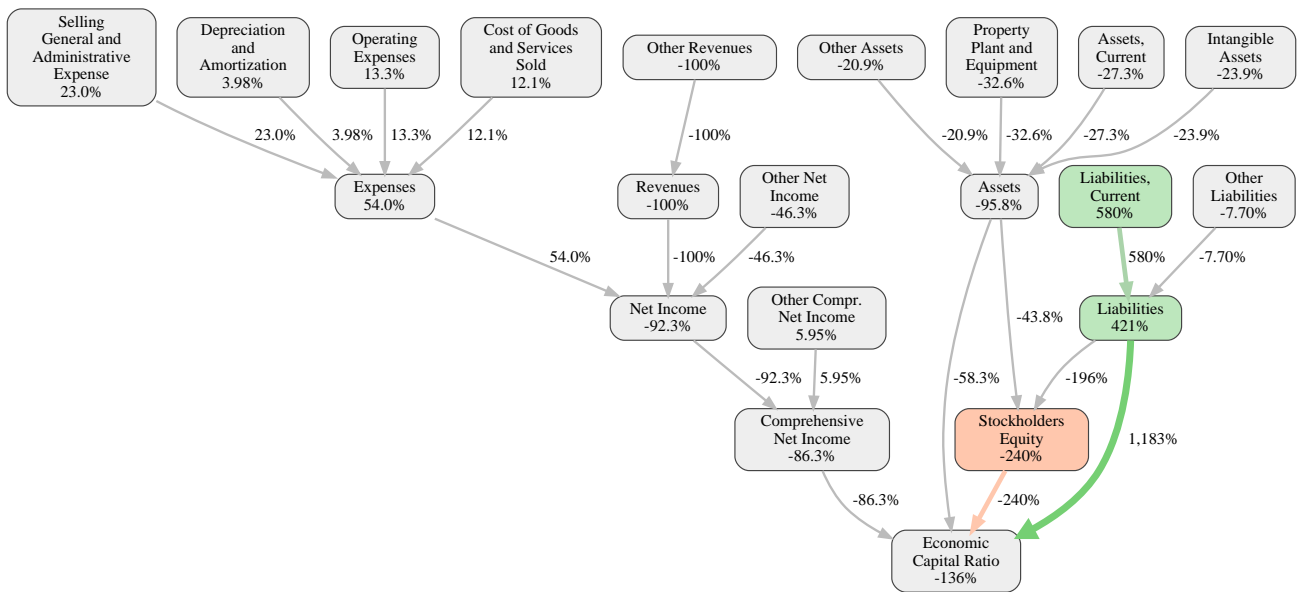 Selling
General and
Administrative
Expense
23.0%
Depreciation
and
Amortization
3.98%
Operating
Expenses
13.3%
Cost of Goods
and Services
Sold
12.1%
Other Revenues
-100%
Other Assets
-20.9%
Property
Plant and
Equipment
-32.6%
Assets,
Current
-27.3%
Intangible
Assets
-23.9%
23.0%
3.98%
13.3%
12.1%
-100%
-20.9%
-32.6%
-27.3%
-23.9%
Expenses
54.0%
Revenues
-100%
Other Net
Income
-46.3%
Assets
-95.8%
Liabilities,
Current
580%
Other
Liabilities
-7.70%
54.0%
-100%
-46.3%
580%
-7.70%
Net Income
-92.3%
Other Compr.
Net Income
5.95%
-43.8%
Liabilities
421%
-92.3%
5.95%
-58.3%
-196%
Comprehensive
Net Income
-86.3%
Stockholders
Equity
-240%
1,183%
-86.3%
-240%
Economic
Capital Ratio
-136%